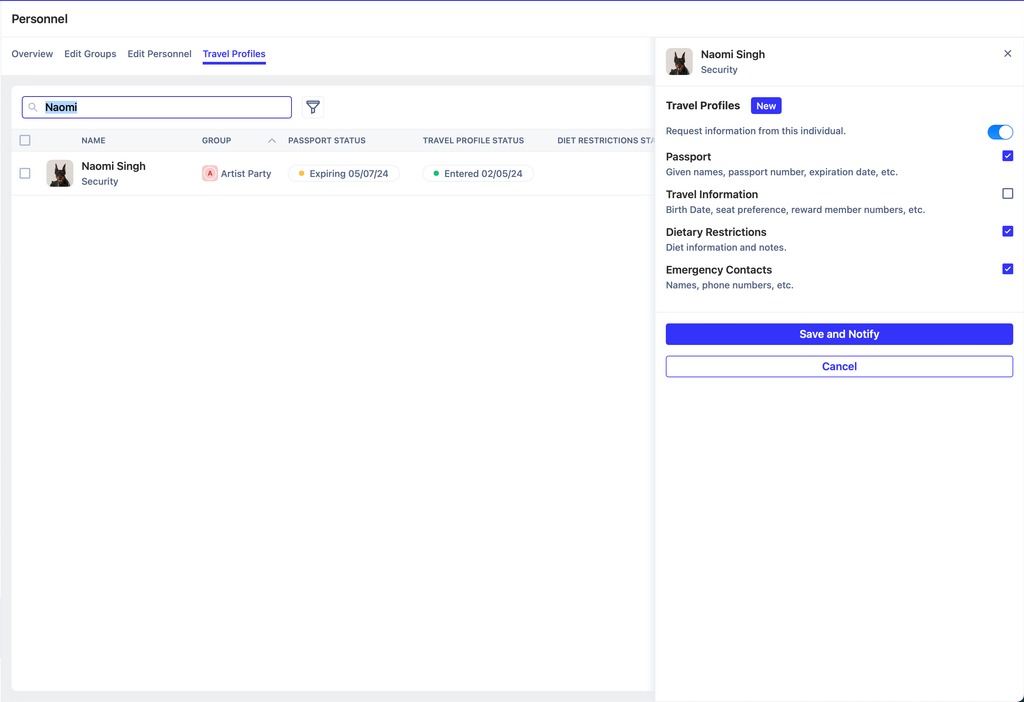 Personnel
Overview Edit Groups Edit Personnel Travel Profiles
Naomi
NAME GROUP PASSPORT STATUS TRAVEL PROFILE STATUS DIET RESTRICTIONS
Naomi Singh
Security
A Artist Party Expiring 05/07/24 Entered 02/05/24
Naomi Singh
Security
Travel Profiles New
Request information from this individual.
Passport
Given names, passport number, expiration date, etc.
Travel Information
Birth Date, seat preference, reward member numbers, etc.
Dietary Restrictions
Diet information and notes.
Emergency Contacts
Names, phone numbers, etc.
Save and Notify
Cancel